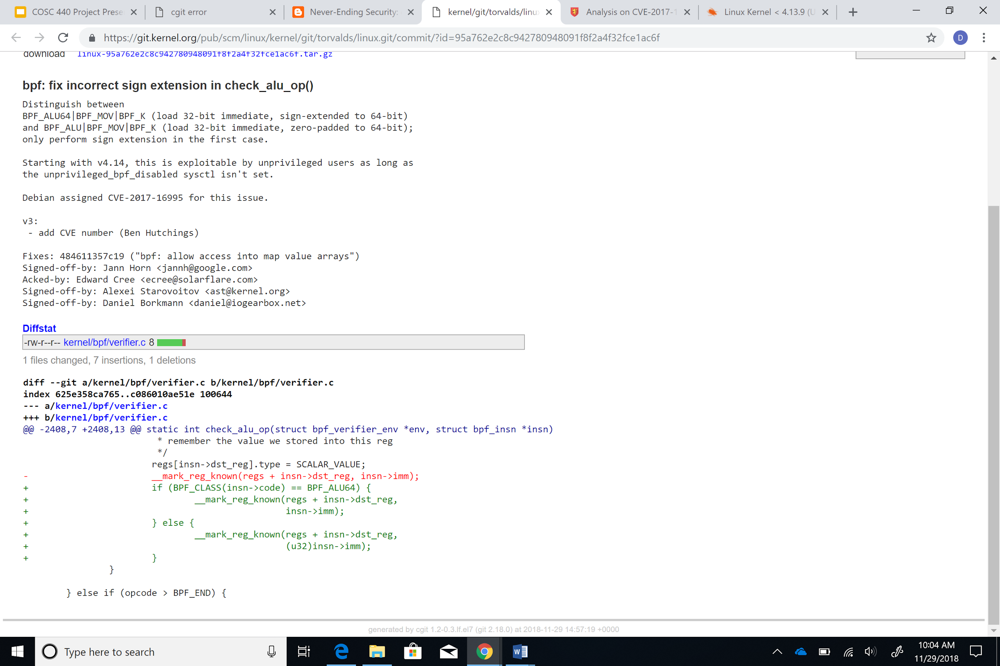 COSC 440 Project Prese
cgit error
Never-Ending Security:
kernel/git/torvalds/linu
Analysis on CVE-2017-1
Linux Kernel < 4.13.9 (U
https://git.kernel.org/pub/scm/linux/kernel/git/torvalds/linux.git/commit/?id=95a762e2c8c942780948091f8f2a4f32fce1ac6f
D
download linux-95a762e2c8c942780948091f8f2a4f32fce1ac6f.tar.gz
bpf: fix incorrect sign extension in check_alu_op()
Distinguish between
BPF_ALU64|BPF_MOV|BPF_K (load 32-bit immediate, sign-extended to 64-bit)
and BPF_ALU|BPF_MOV|BPF_K (load 32-bit immediate, zero-padded to 64-bit);
only perform sign extension in the first case.
Starting with v4.14, this is exploitable by unprivileged users as long as
the unprivileged_bpf_disabled sysctl isn't set.
Debian assigned CVE-2017-16995 for this issue.
v3:
- add CVE number (Ben Hutchings)
Fixes: 484611357c19 ("bpf: allow access into map value arrays")
Signed-off-by: Jann Horn <jannh@google.com>
Acked-by: Edward Cree <ecree@solarflare.com>
Signed-off-by: Alexei Starovoitov <ast@kernel.org>
Signed-off-by: Daniel Borkmann <daniel@iogearbox.net>
Diffstat
-rw-r--r-- kernel/bpf/verifier.c 8
1 files changed, 7 insertions, 1 deletions
diff --git a/kernel/bpf/verifier.c b/kernel/bpf/verifier.c
index 625e358ca765..c086010ae51e 100644
--- a/kernel/bpf/verifier.c
+++ b/kernel/bpf/verifier.c
@@ -2408,7 +2408,13 @@ static int check_alu_op(struct bpf_verifier_env *env, struct bpf_insn *insn)
* remember the value we stored into this reg
*/
regs[insn->dst_reg].type = SCALAR_VALUE;
- __mark_reg_known(regs + insn->dst_reg, insn->imm);
+ if (BPF_CLASS(insn->code) == BPF_ALU64) {
+ __mark_reg_known(regs + insn->dst_reg,
+ insn->imm);
+ } else {
+ __mark_reg_known(regs + insn->dst_reg,
+ (u32)insn->imm);
+ }
}
} else if (opcode > BPF_END) {
generated by cgit 1.2-0.3.lf.el7 (git 2.18.0) at 2018-11-29 14:57:19 +0000
Type here to search
10:04 AM
11/29/2018